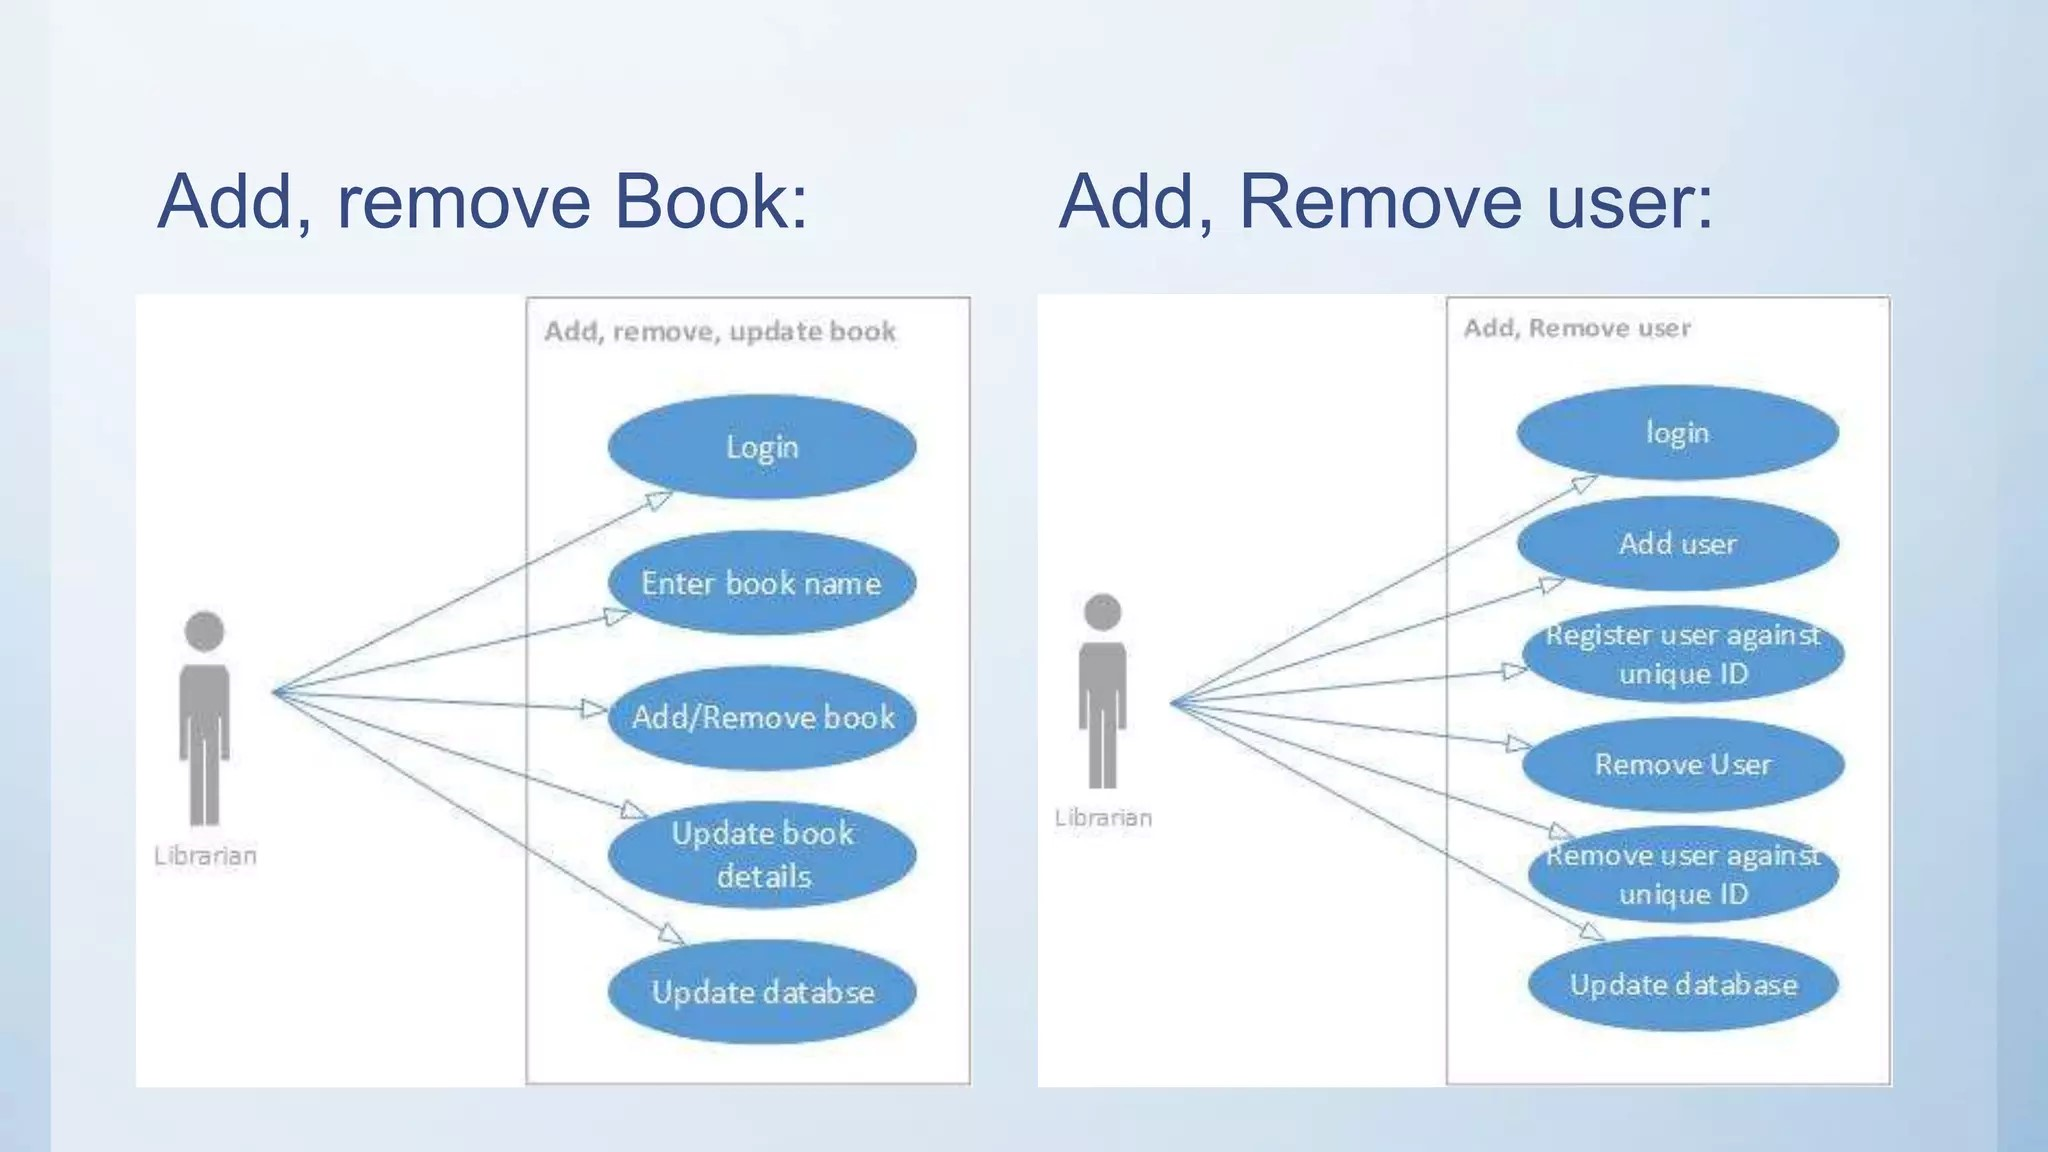 Add, remove Book:
Add, remove, update book
Login
Enter book name
Add/Remove book
Update book
details
Update databse
Librarian
Add, Remove user:
Add, Remove user
login
Add user
Register user against
unique ID
Remove User
Remove user against
unique ID
Update database
Librarian